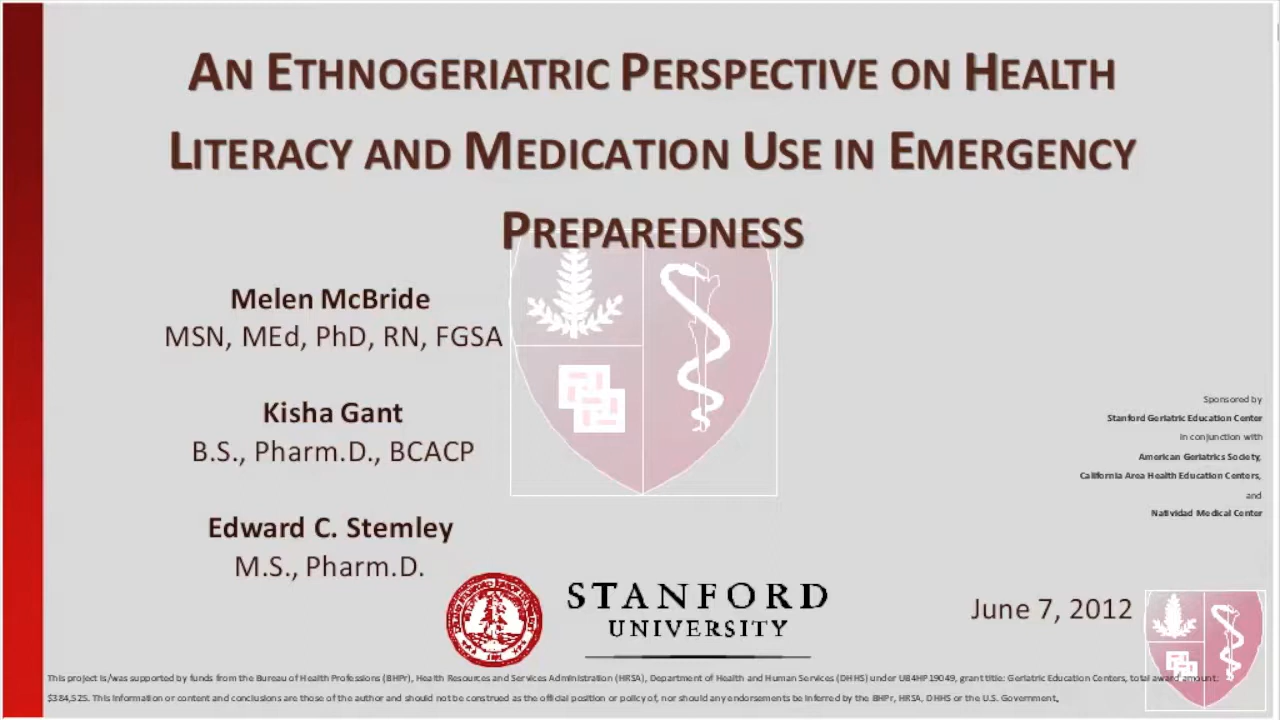 AN ETHNOGERIATRIC PERSPECTIVE ON HEALTH
LITERACY AND MEDICATION USE IN EMERGENCY
PREPAREDNESS
Melen McBride
MSN, MEd, PhD, RN, FGSA
Kisha Gant
B.S., Pharm.D., BCACP
Edward C. Stemley
M.S., Pharm.D.
Sponsored by
Stanford Geriatric Education Center
in conjunction with
American Geriatrics Society,
California Area Health Education Centers,
and
Natividad Medical Center
STANFORD
UNIVERSITY
June 7, 2012
This project is/was supported by funds from the Bureau of Health Professions (BHPr), Health Resources and Services Administration (HRSA), Department of Health and Human Services (DHHS) under UB4HP19049, grant title: Geriatric Education Centers, total award amount:
$384,525. This information or content and conclusions are those of the author and should not be construed as the official position or policy of, nor should any endorsements be inferred by the BHPr, HRSA, DHHS or the U.S. Government.